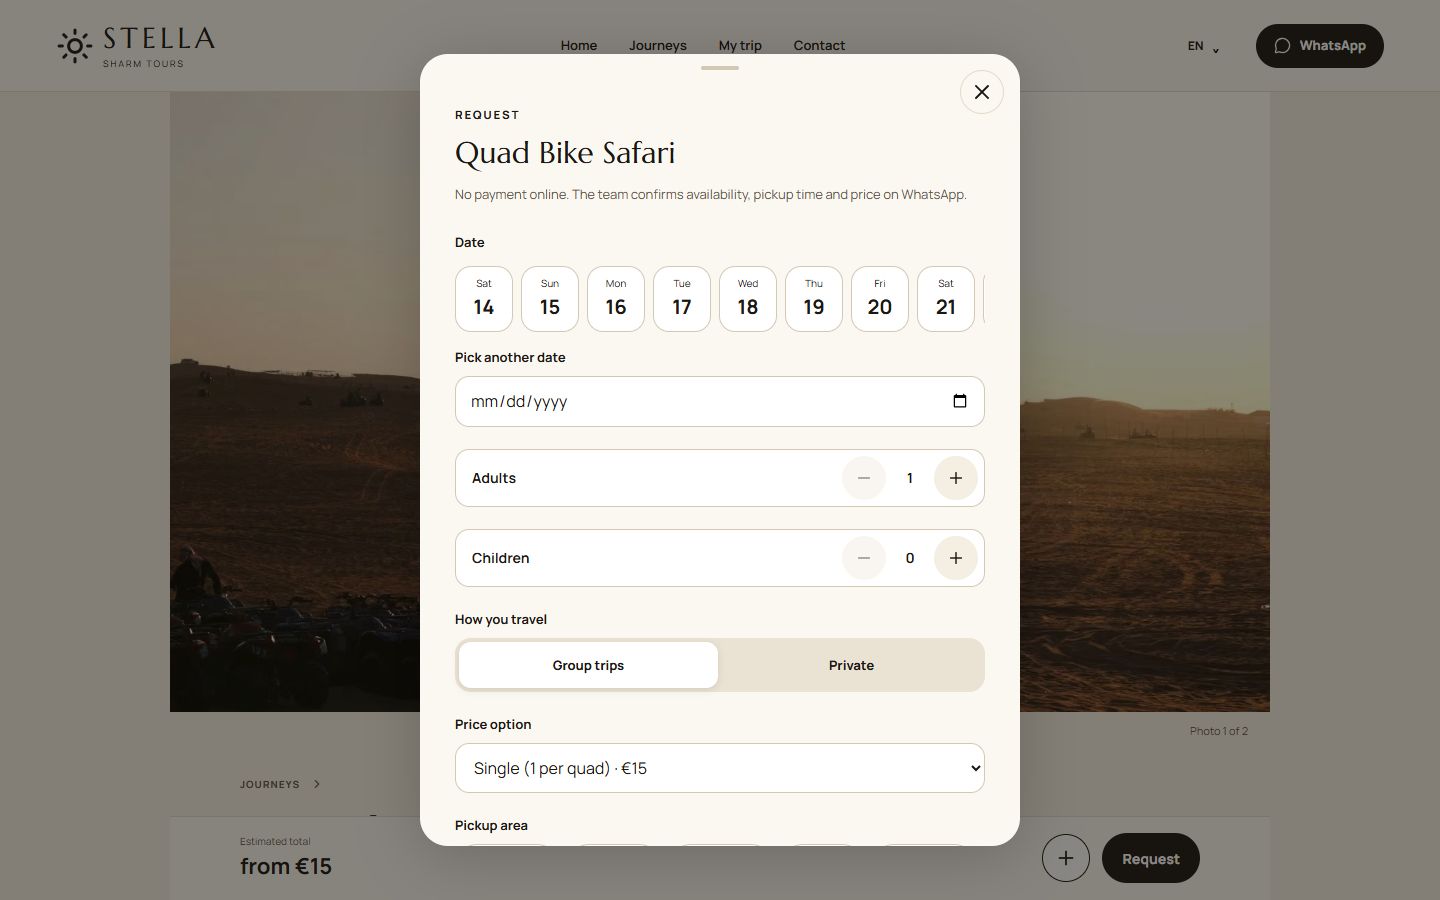 STELLA
SHARM TOURS
Home
Journeys
My trip
Contact
EN
WhatsApp
REQUEST
Quad Bike Safari
No payment online. The team confirms availability, pickup time and price on WhatsApp.
Date
Sat
14
Sun
15
Mon
16
Tue
17
Wed
18
Thu
19
Fri
20
Sat
21
Pick another date
mm/dd/yyyy
Adults
1
Children
0
How you travel
Group trips
Private
Price option
Single (1 per quad) · €15
Pickup area
Photo 1 of 2
JOURNEYS
Estimated total
from €15
Request